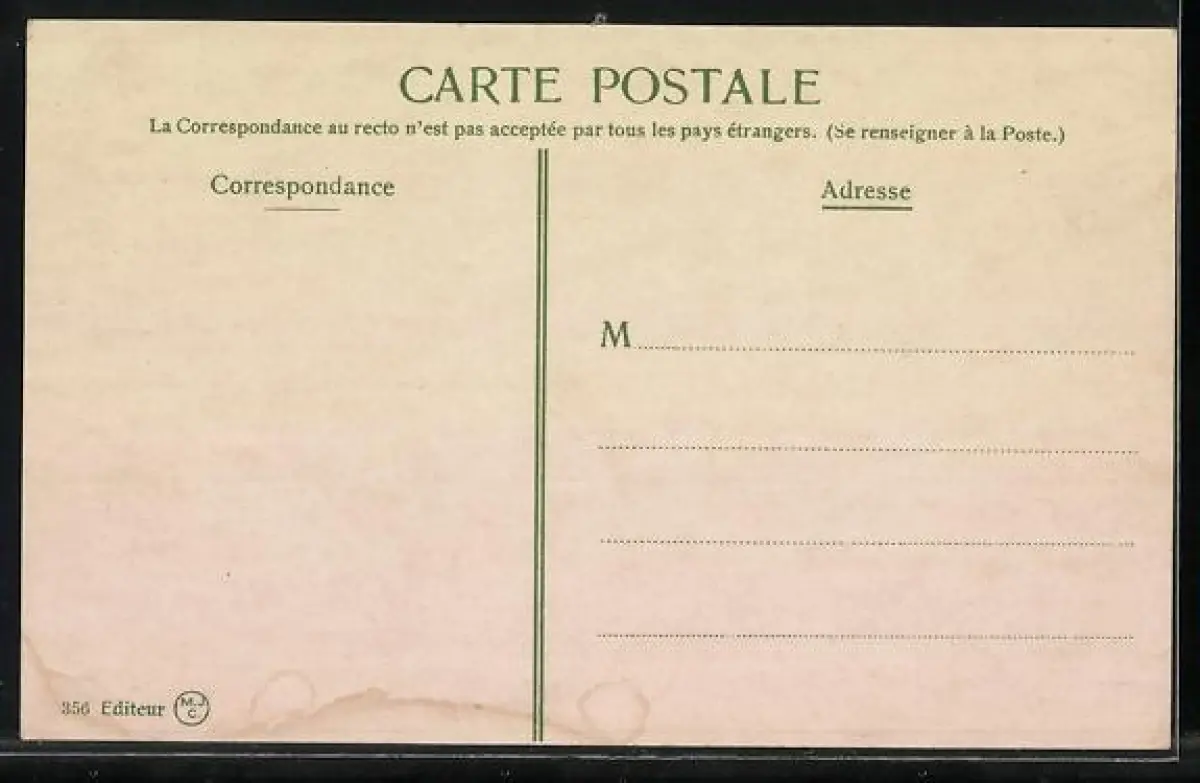 CARTE POSTALE
La Correspondance au recto n'est pas acceptée par tous les pays étrangers. (Se renseigner à la Poste.)
Correspondance
Adresse
M
356 Editeur M.J C